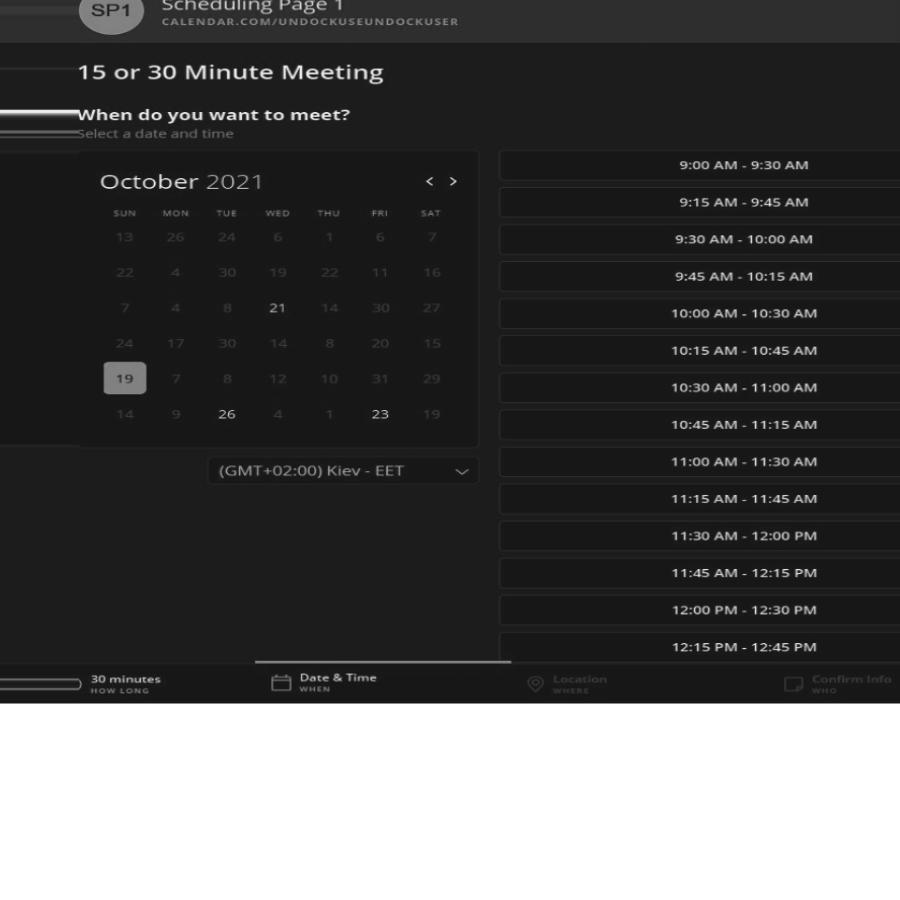 SP1
Scheduling Page 1
CALENDAR.COM/UNDOCKUSEUNDOCKUSER
15 or 30 Minute Meeting
When do you want to meet?
Select a date and time
October 2021 < >
SUN MON TUE WED THU FRI SAT
13 26 24 6 1 6 7
22 4 30 19 22 11 16
7 4 8 21 14 30 27
24 17 30 14 8 20 15
19 7 8 12 10 31 29
14 9 26 4 1 23 19
(GMT+02:00) Kiev - EET
9:00 AM - 9:30 AM
9:15 AM - 9:45 AM
9:30 AM - 10:00 AM
9:45 AM - 10:15 AM
10:00 AM - 10:30 AM
10:15 AM - 10:45 AM
10:30 AM - 11:00 AM
10:45 AM - 11:15 AM
11:00 AM - 11:30 AM
11:15 AM - 11:45 AM
11:30 AM - 12:00 PM
11:45 AM - 12:15 PM
12:00 PM - 12:30 PM
12:15 PM - 12:45 PM
30 minutes
HOW LONG
Date & Time
WHEN
Location
WHERE
Confirm Info
WHO